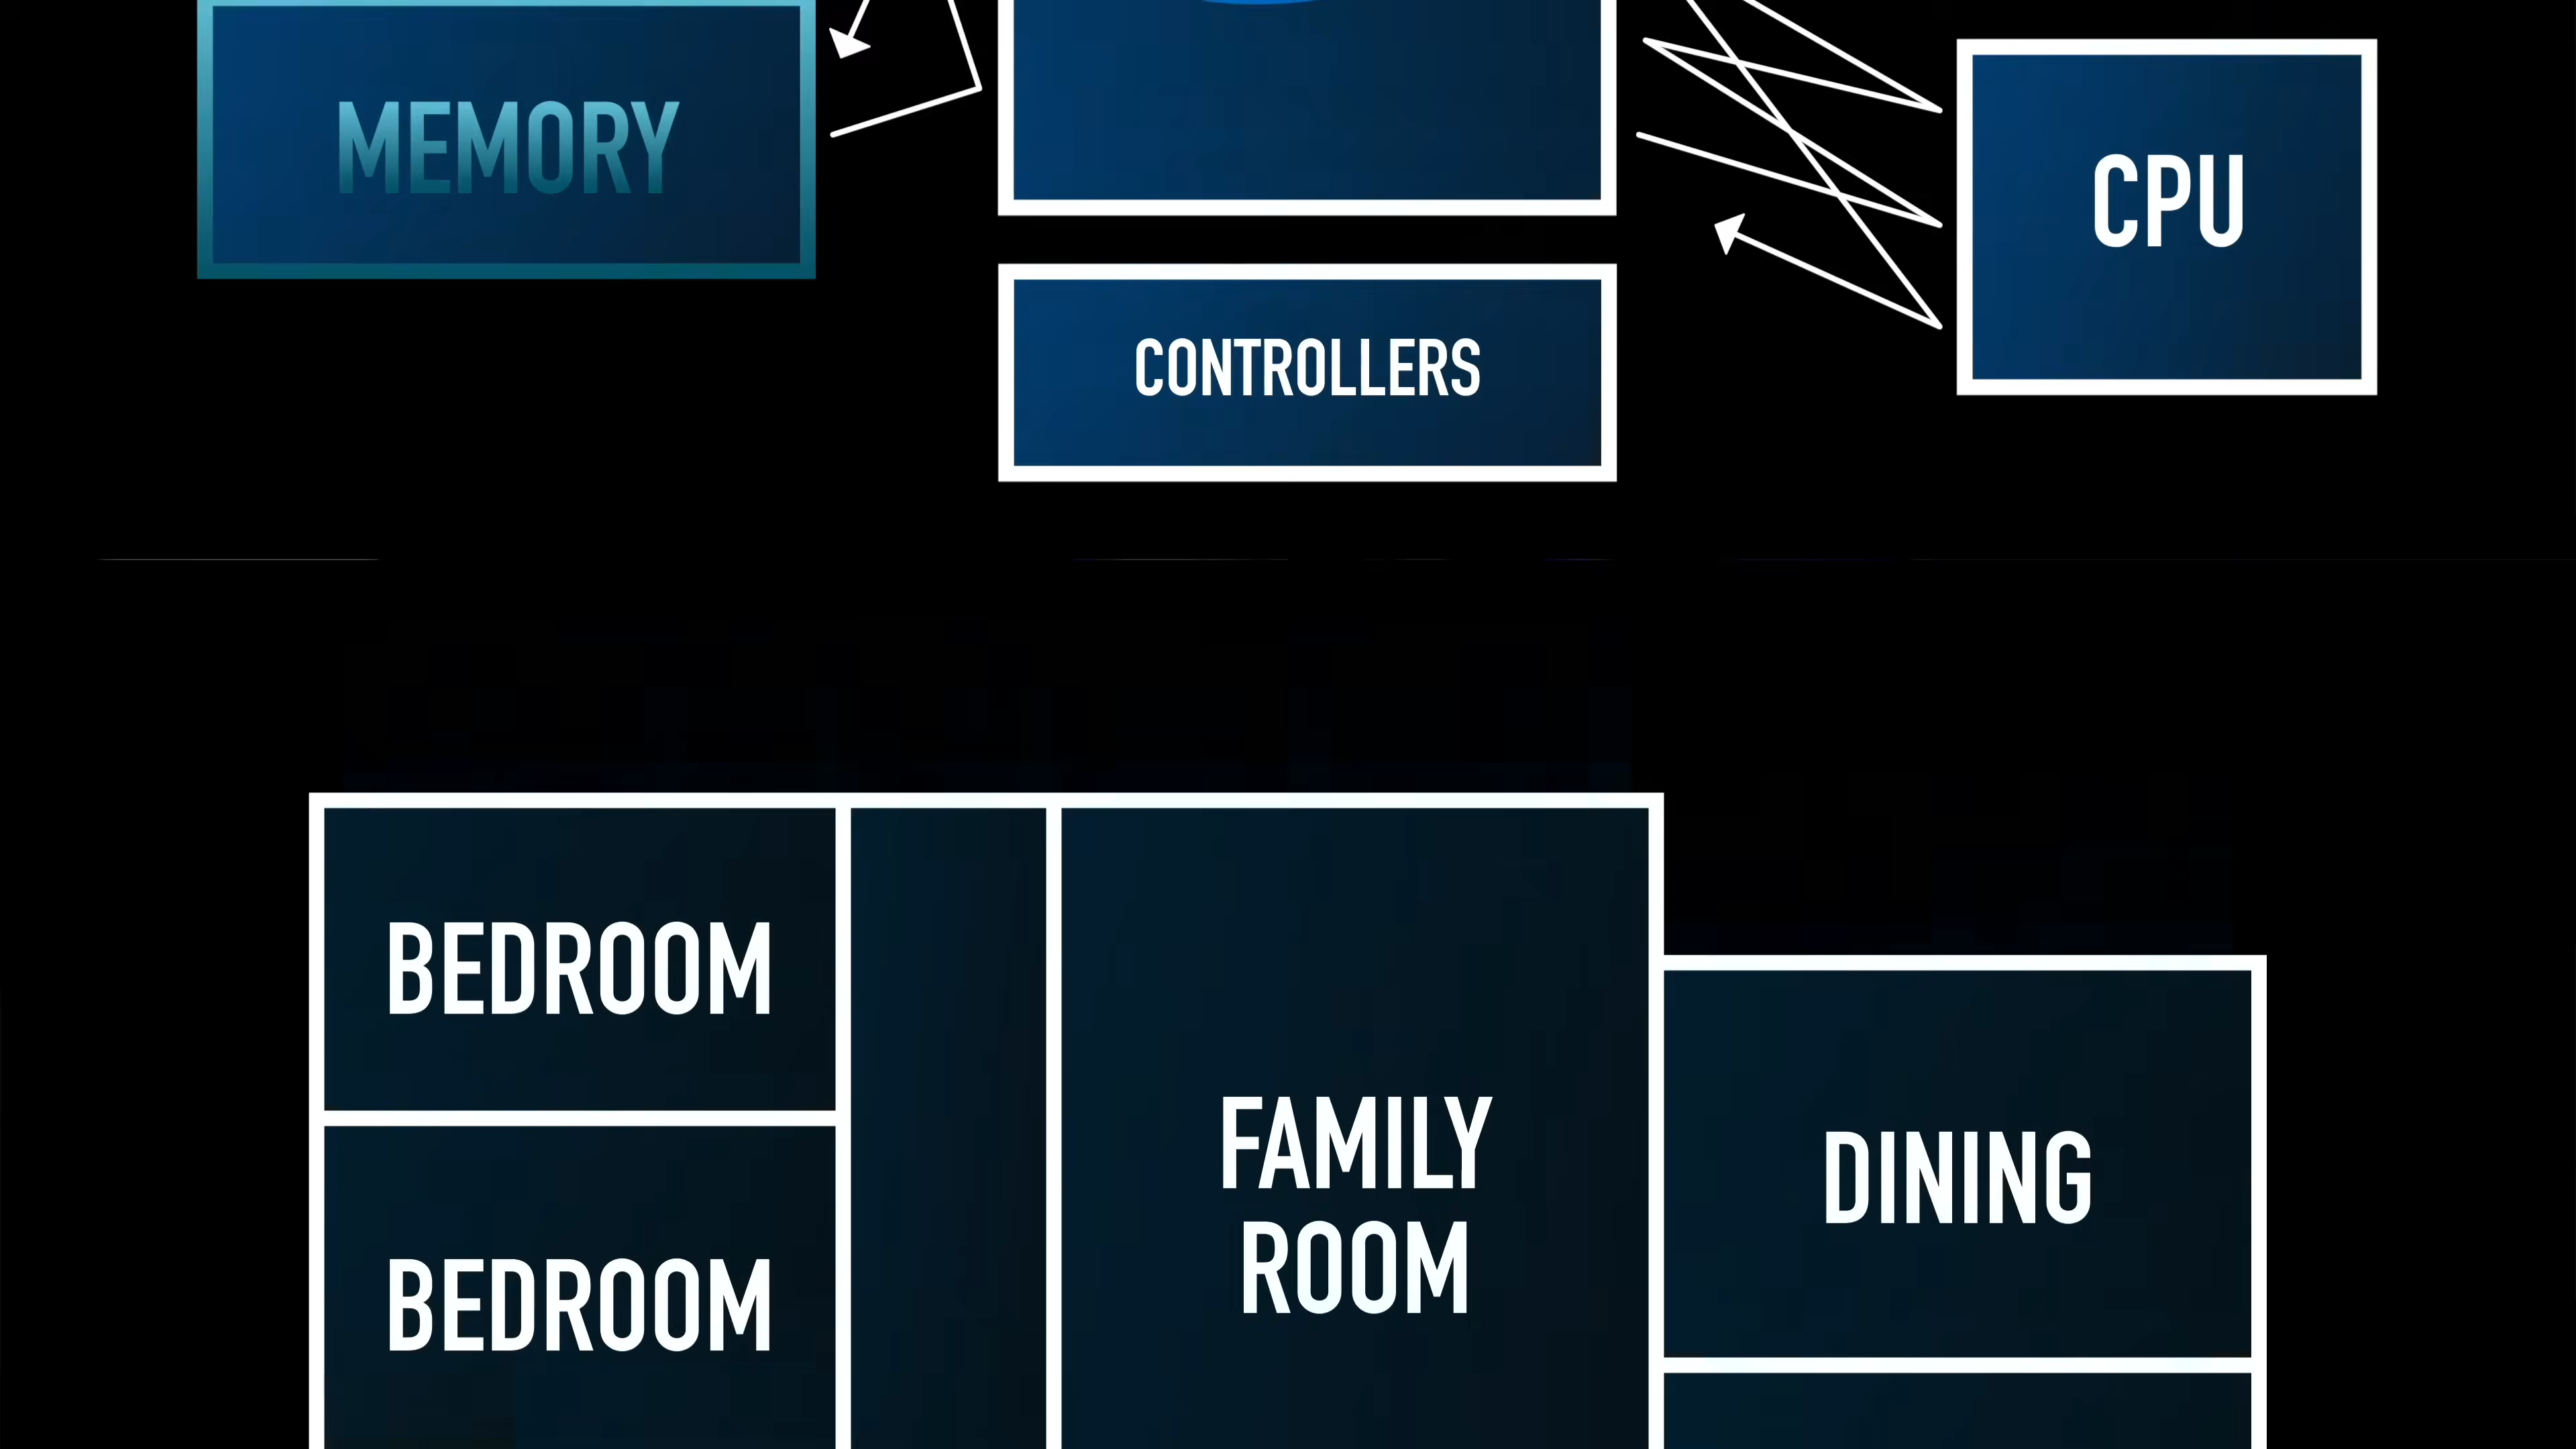 MEMORY
CPU
CONTROLLERS
BEDROOM
FAMILY
ROOM
DINING
BEDROOM